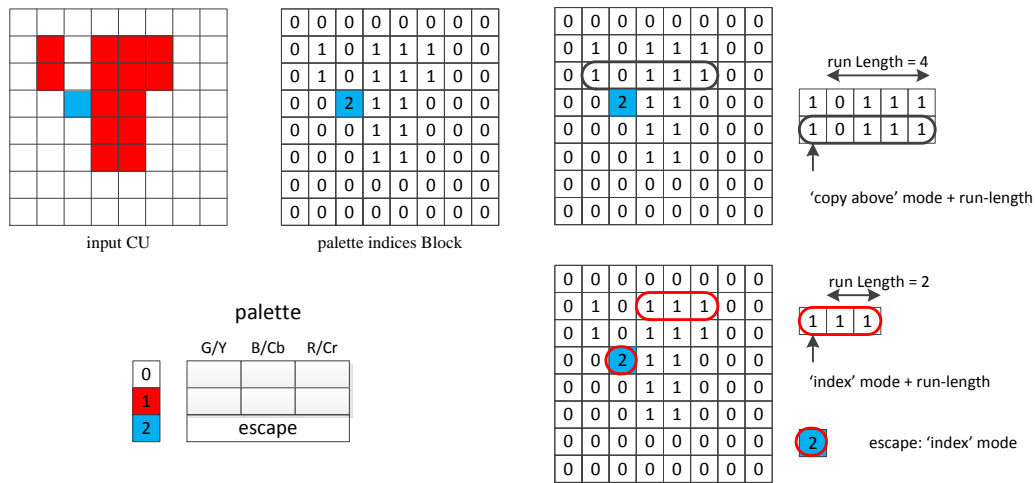 input CU
0 0 0 0 0 0 0 0
0 1 0 1 1 1 0 0
0 1 0 1 1 1 0 0
0 0 2 1 1 0 0 0
0 0 0 1 1 0 0 0
0 0 0 1 1 0 0 0
0 0 0 0 0 0 0 0
0 0 0 0 0 0 0 0
palette indices Block
0 0 0 0 0 0 0 0
0 1 0 1 1 1 0 0
0 1 0 1 1 1 0 0
0 0 2 1 1 0 0 0
0 0 0 1 1 0 0 0
0 0 0 1 1 0 0 0
0 0 0 0 0 0 0 0
0 0 0 0 0 0 0 0
run Length = 4
1 0 1 1 1
1 0 1 1 1
‘copy above’ mode + run-length
palette
G/Y B/Cb R/Cr
0
1
2 escape
0 0 0 0 0 0 0 0
0 1 0 1 1 1 0 0
0 1 0 1 1 1 0 0
0 0 2 1 1 0 0 0
0 0 0 1 1 0 0 0
0 0 0 1 1 0 0 0
0 0 0 0 0 0 0 0
0 0 0 0 0 0 0 0
run Length = 2
1 1 1
‘index’ mode + run-length
2 escape: ‘index’ mode